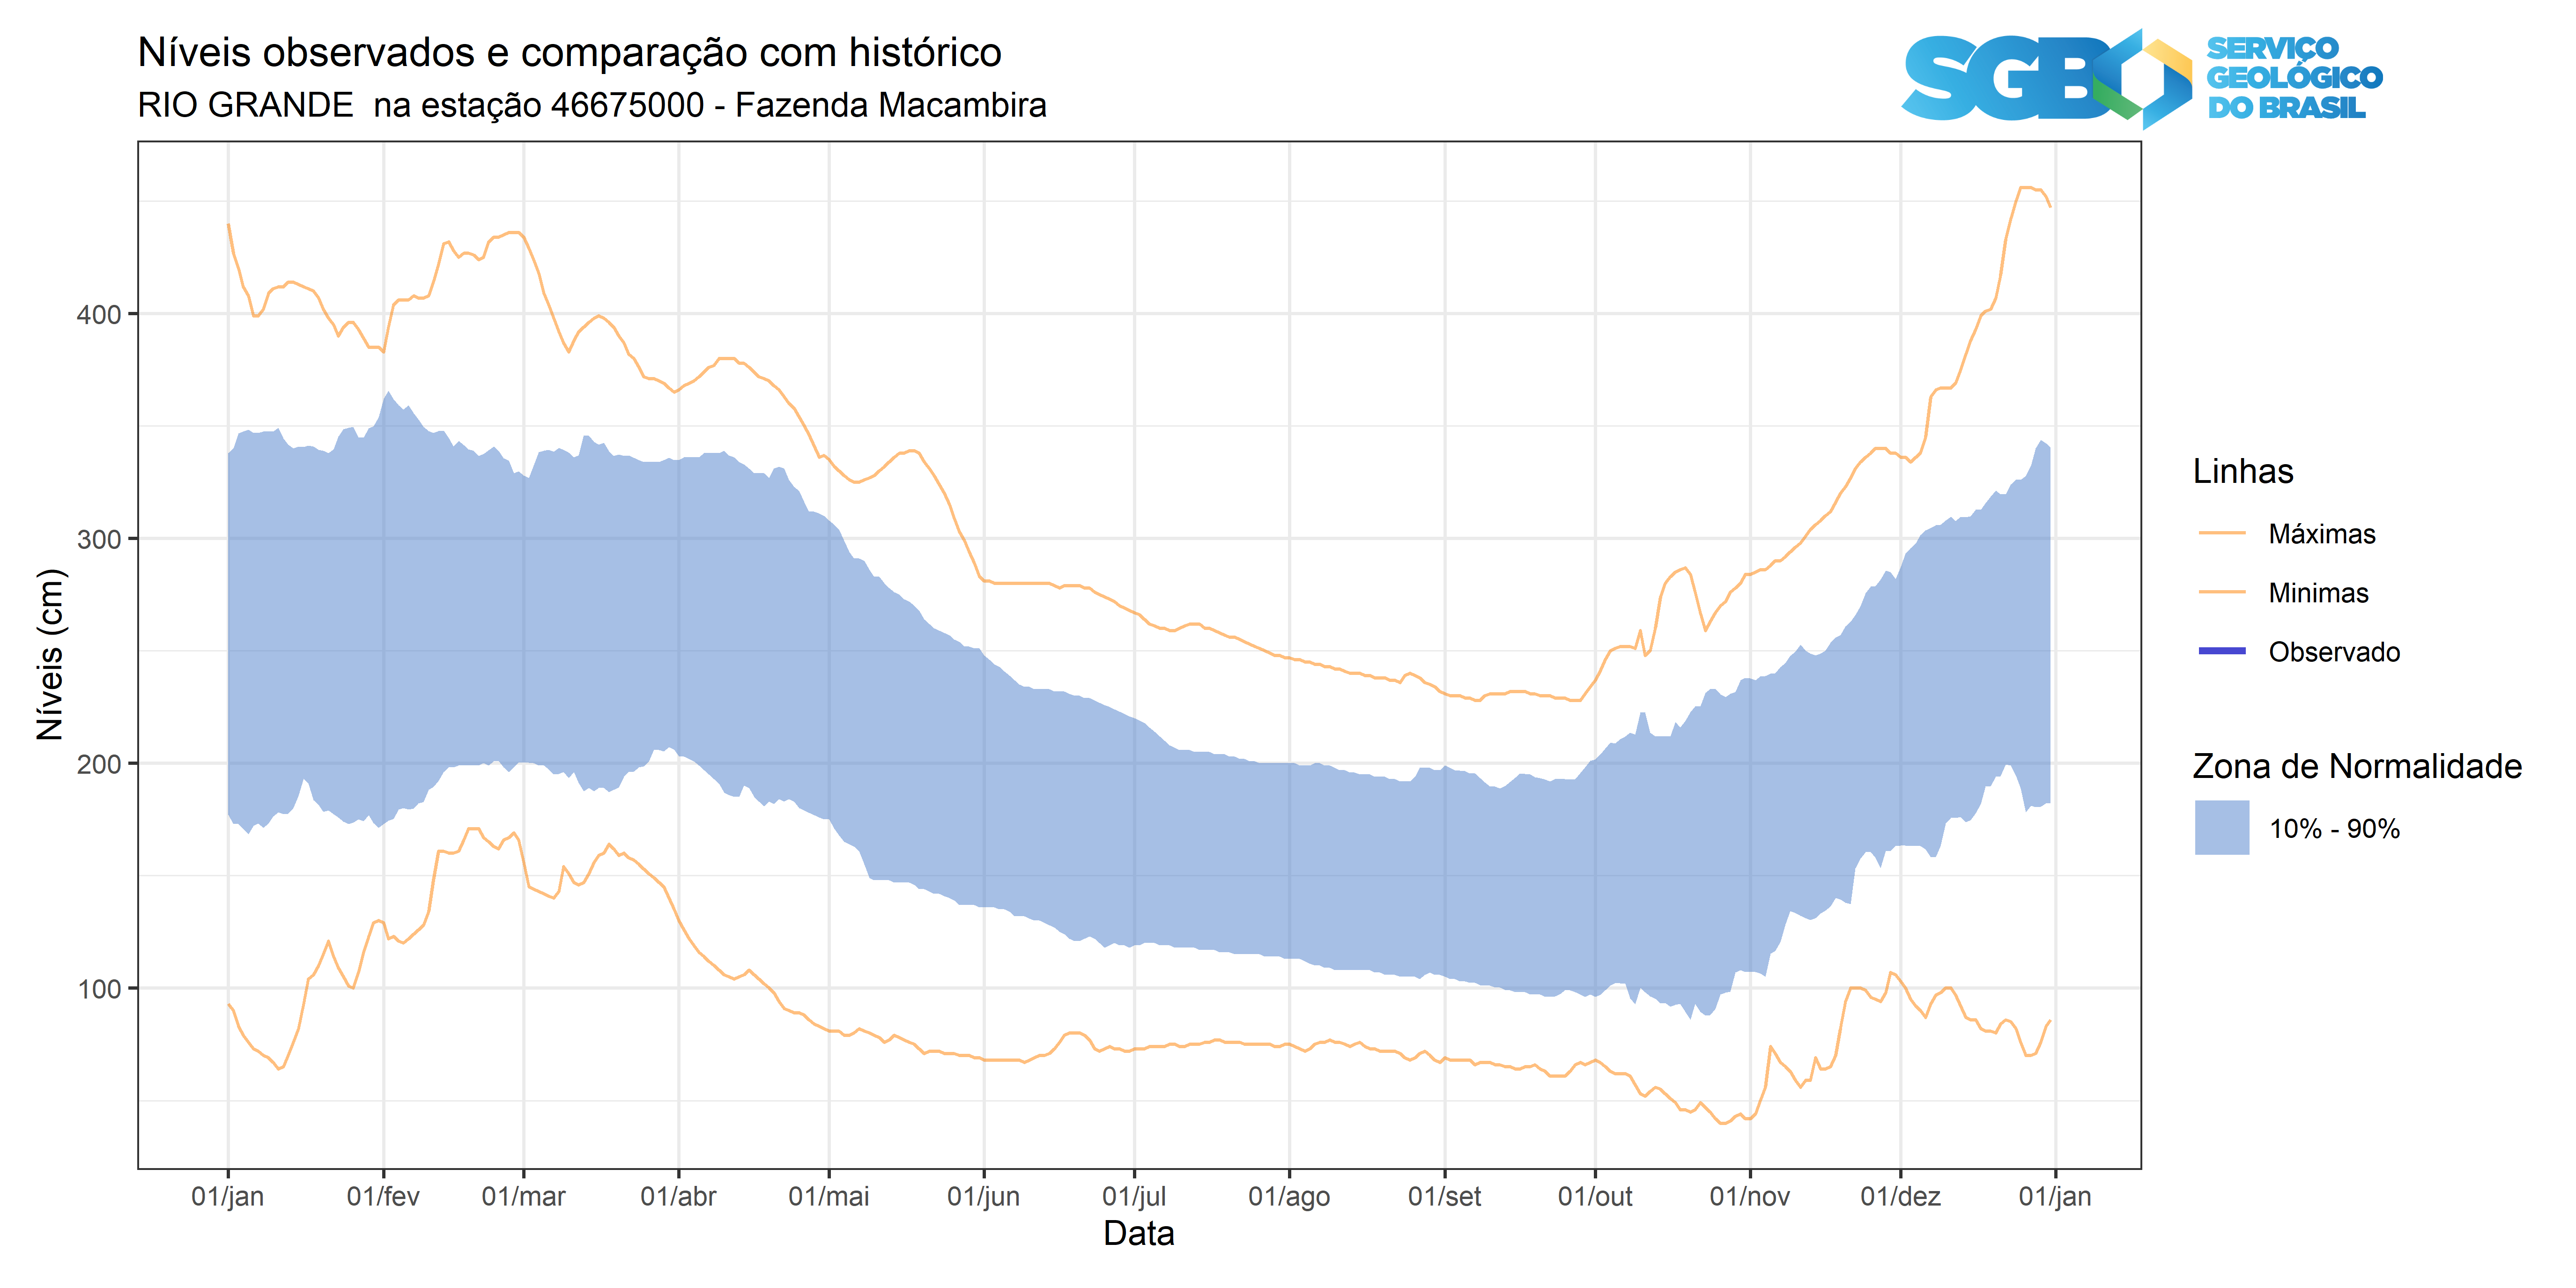 Níveis observados e comparação com histórico
RIO GRANDE  na estação 46675000 - Fazenda Macambira
SGB
SERVIÇO
GEOLÓGICO
DO BRASIL
Níveis (cm)
400
300
200
100
01/jan 01/fev 01/mar 01/abr 01/mai 01/jun 01/jul 01/ago 01/set 01/out 01/nov 01/dez 01/jan
Data
Linhas
Máximas
Minimas
Observado
Zona de Normalidade
10% - 90%